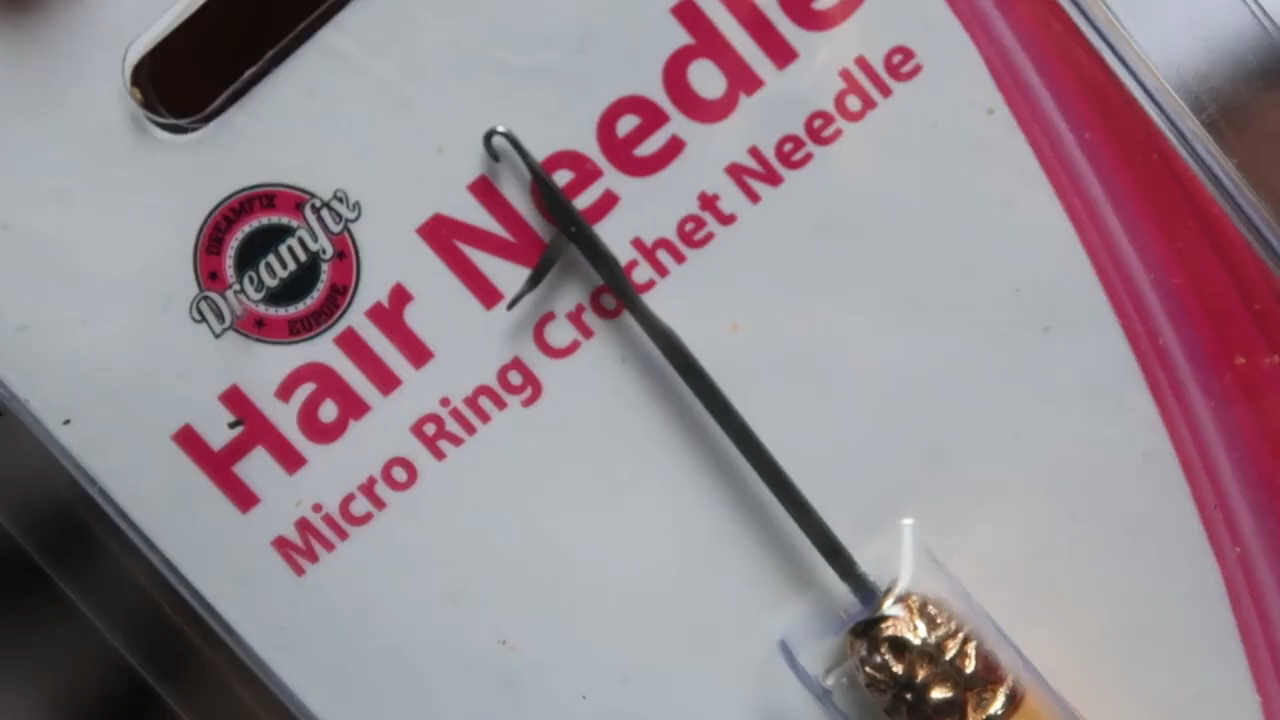 DREAMFIX
Dreamfix
EUROPE
Hair Needle
Micro Ring Crochet Needle